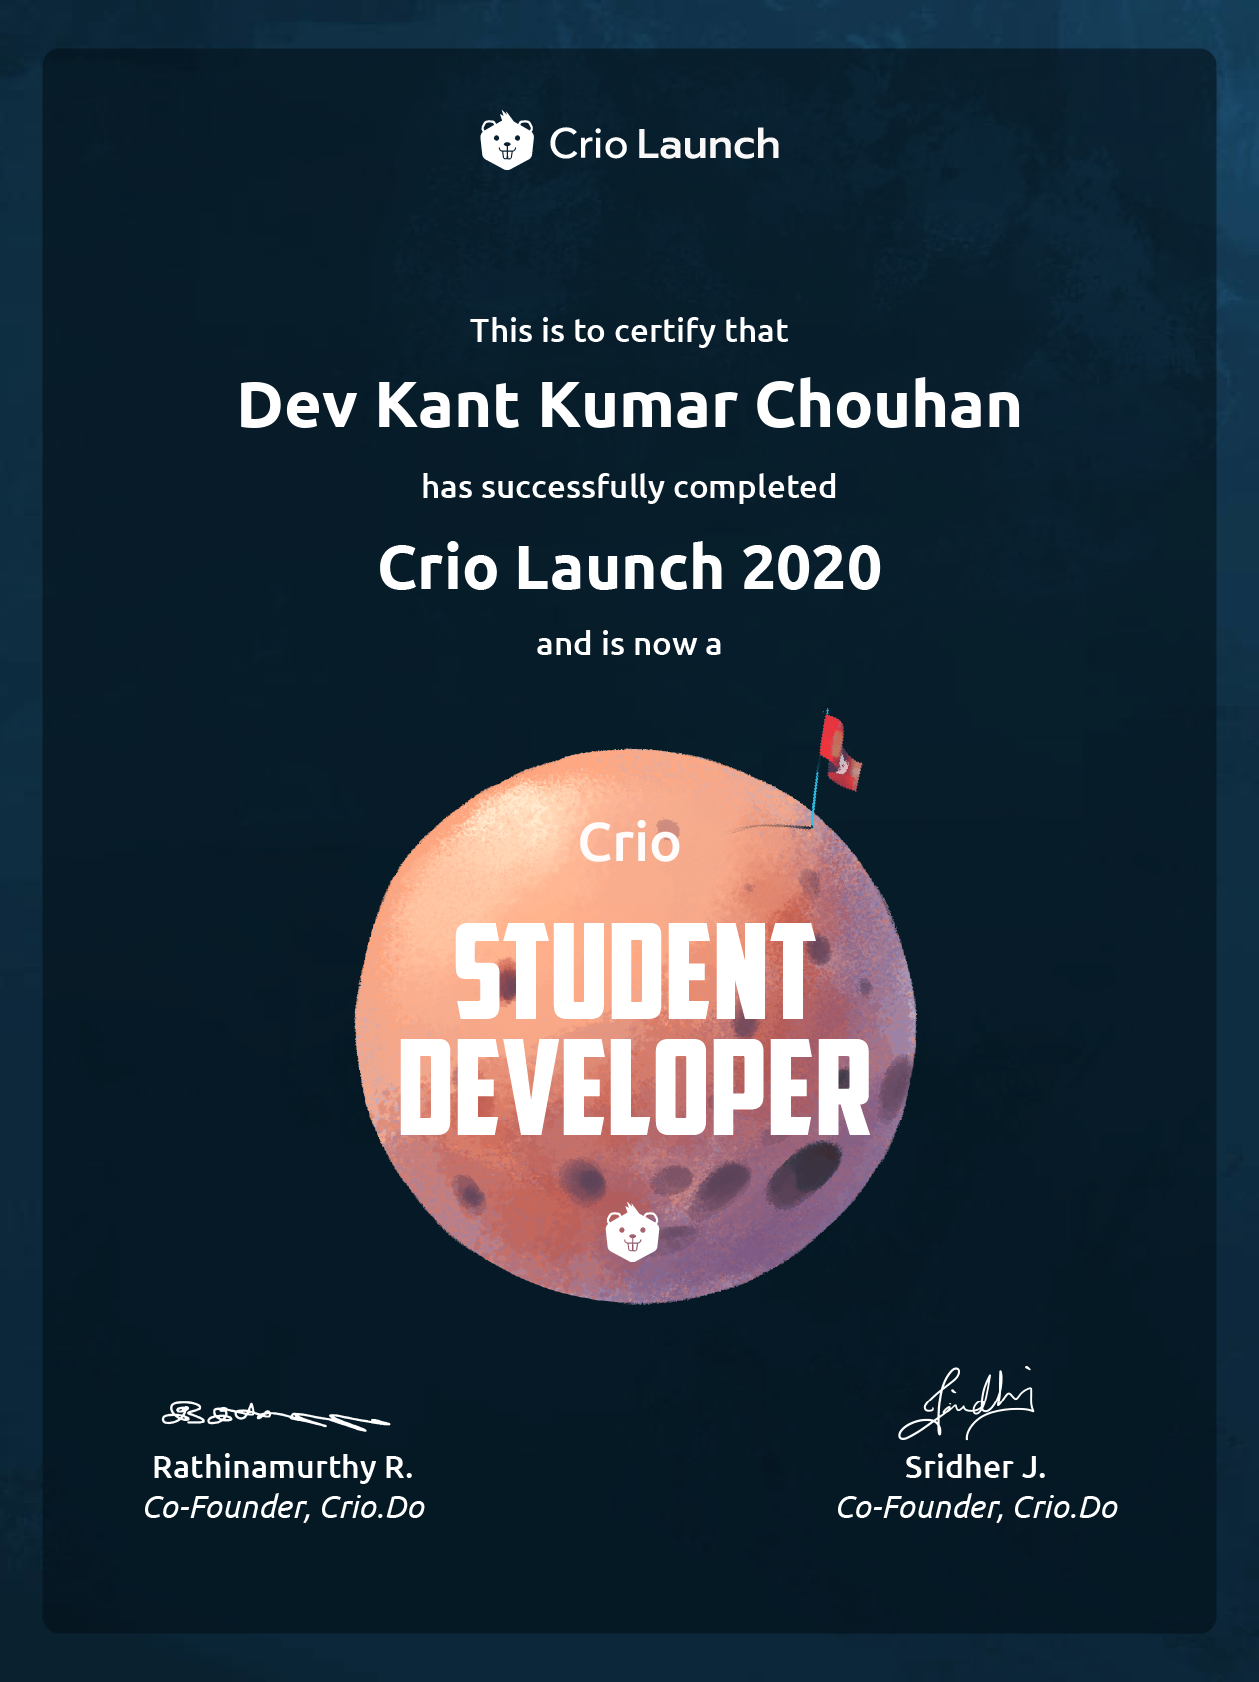 Crio Launch
This is to certify that
Dev Kant Kumar Chouhan
has successfully completed
Crio Launch 2020
and is now a
Crio
STUDENT
DEVELOPER
Rathinamurthy R.
Co-Founder, Crio.Do
Sridher J.
Co-Founder, Crio.Do